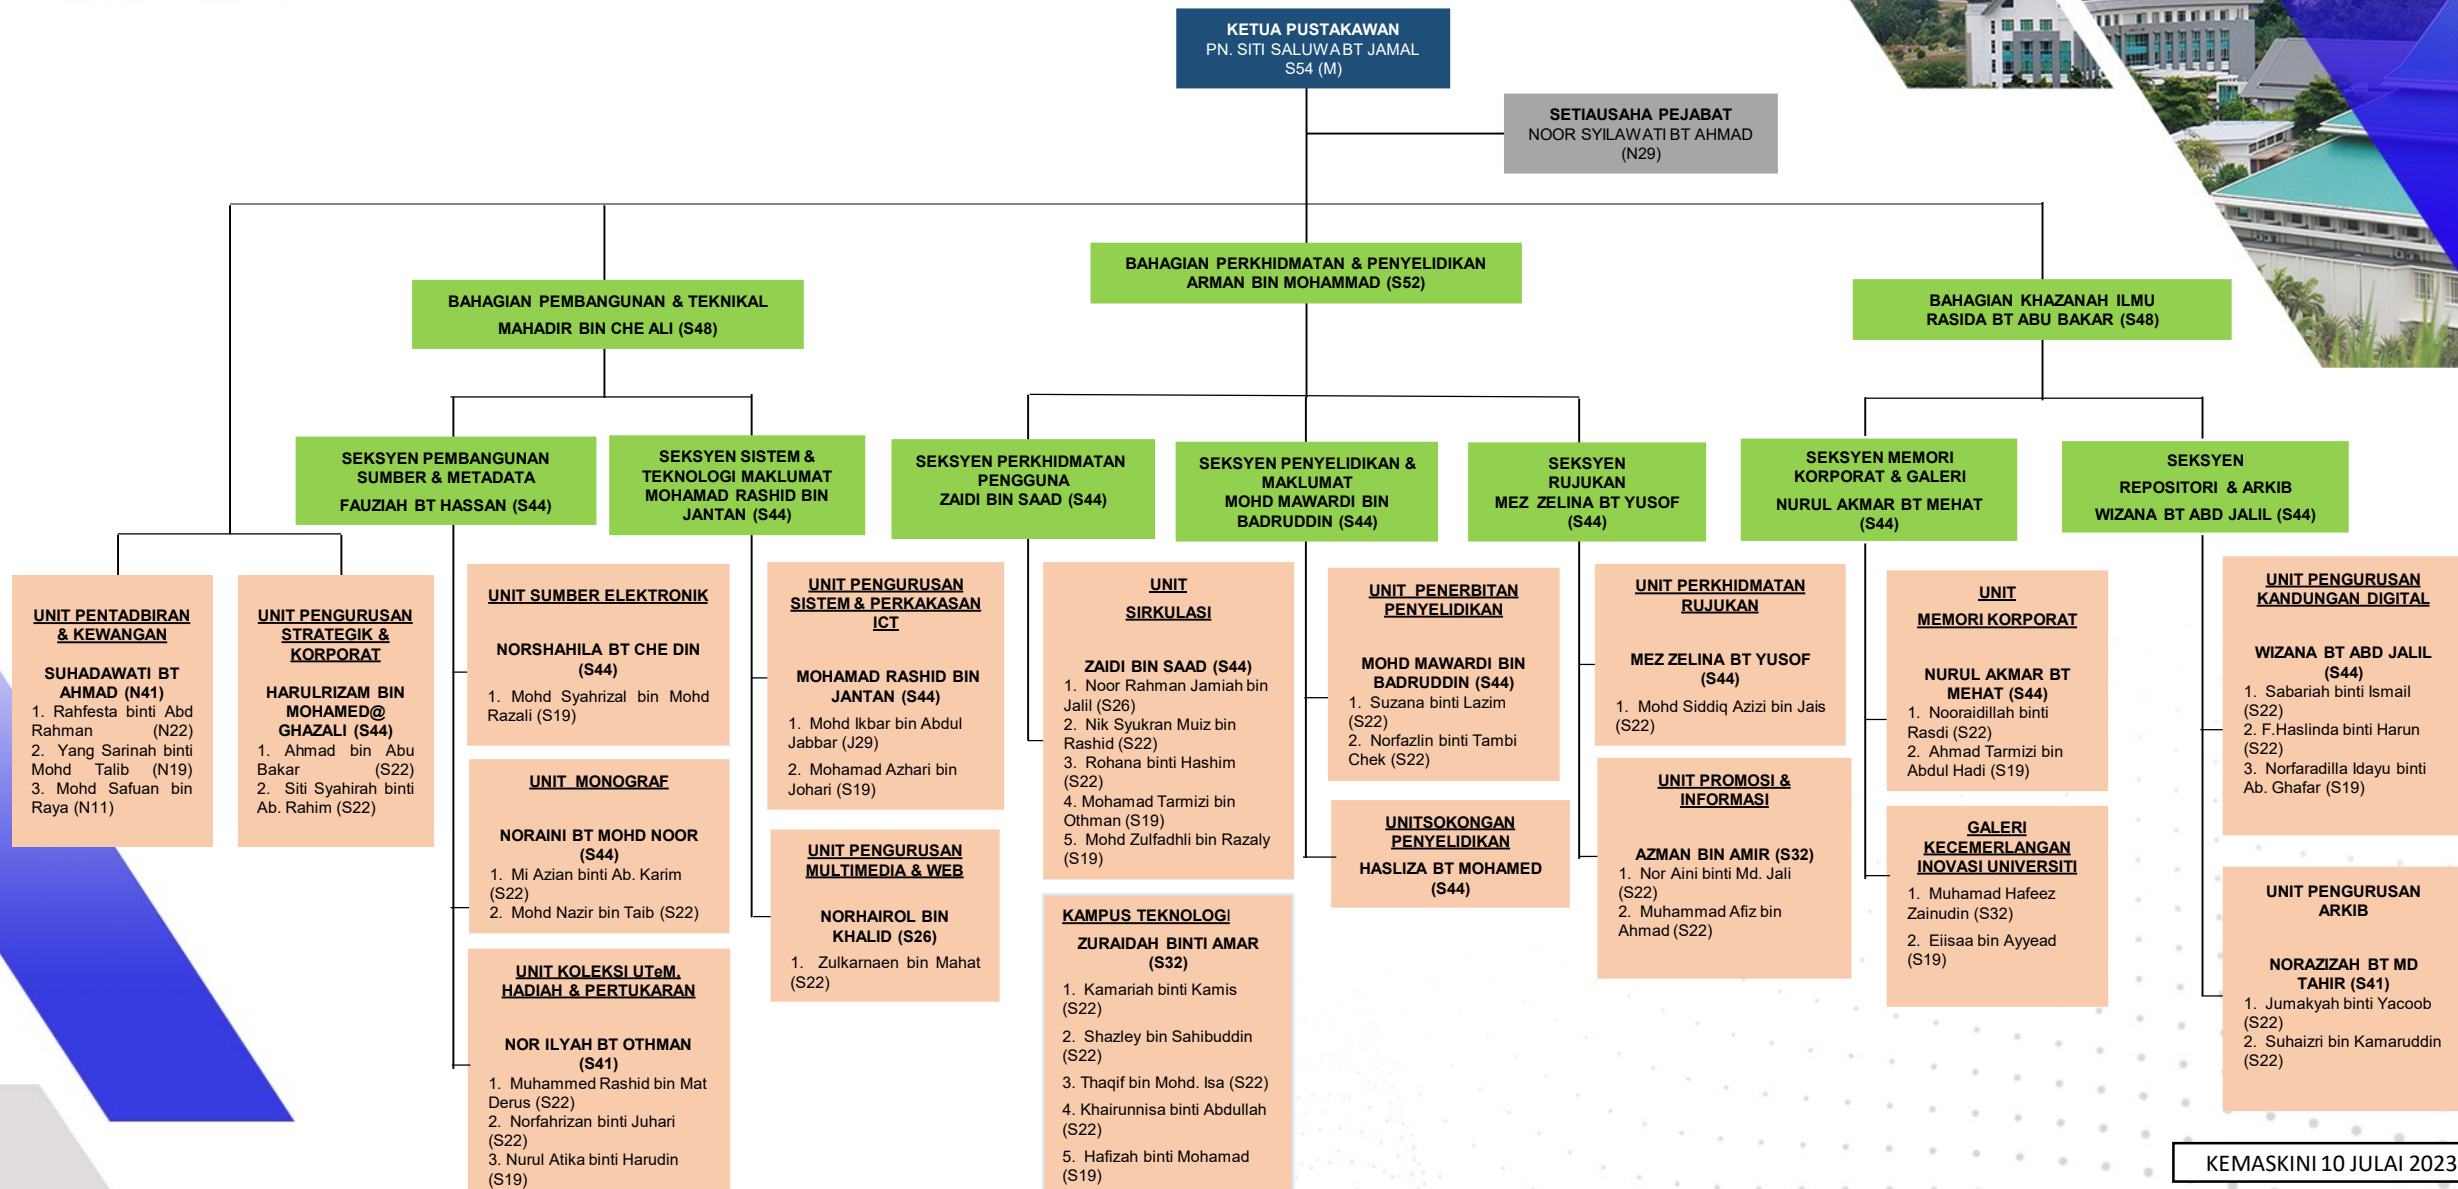 KETUA PUSTAKAWAN
PN. SITI SALUWA BT JAMAL
S54 (M)
SETIAUSAHA PEJABAT
NOOR SYILAWATI BT AHMAD
(N29)
BAHAGIAN PEMBANGUNAN & TEKNIKAL
MAHADIR BIN CHE ALI (S48)
BAHAGIAN PERKHIDMATAN & PENYELIDIKAN
ARMAN BIN MOHAMMAD (S52)
BAHAGIAN KHAZANAH ILMU
RASIDA BT ABU BAKAR (S48)
SEKSYEN PEMBANGUNAN
SUMBER & METADATA
FAUZIAH BT HASSAN (S44)
SEKSYEN SISTEM &
TEKNOLOGI MAKLUMAT
MOHAMAD RASHID BIN
JANTAN (S44)
SEKSYEN PERKHIDMATAN
PENGGUNA
ZAIDI BIN SAAD (S44)
SEKSYEN PENYELIDIKAN &
MAKLUMAT
MOHD MAWARDI BIN
BADRUDDIN (S44)
SEKSYEN
RUJUKAN
MEZ ZELINA BT YUSOF
(S44)
SEKSYEN MEMORI
KORPORAT & GALERI
NURUL AKMAR BT MEHAT
(S44)
SEKSYEN
REPOSITORI & ARKIB
WIZANA BT ABD JALIL (S44)
UNIT PENTADBIRAN
& KEWANGAN
SUHADAWATI BT
AHMAD (N41)
1. Rahfesta binti Abd
Rahman (N22)
2. Yang Sarinah binti
Mohd Talib (N19)
3. Mohd Safuan bin
Raya (N11)
UNIT PENGURUSAN
STRATEGIK &
KORPORAT
HARULRIZAM BIN
MOHAMED@
GHAZALI (S44)
1. Ahmad bin Abu
Bakar (S22)
2. Siti Syahirah binti
Ab. Rahim (S22)
UNIT SUMBER ELEKTRONIK
NORSHAHILA BT CHE DIN
(S44)
1. Mohd Syahrizal bin Mohd
Razali (S19)
UNIT MONOGRAF
NORAINI BT MOHD NOOR
(S44)
1. Mi Azian binti Ab. Karim
(S22)
2. Mohd Nazir bin Taib (S22)
UNIT KOLEKSI UTeM,
HADIAH & PERTUKARAN
NOR ILYAH BT OTHMAN
(S41)
1. Muhammed Rashid bin Mat
Derus (S22)
2. Norfahrizan binti Juhari
(S22)
3. Nurul Atika binti Harudin
(S19)
UNIT PENGURUSAN
SISTEM & PERKAKASAN
ICT
MOHAMAD RASHID BIN
JANTAN (S44)
1. Mohd Ikbar bin Abdul
Jabbar (J29)
2. Mohamad Azhari bin
Johari (S19)
UNIT PENGURUSAN
MULTIMEDIA & WEB
NORHAIROL BIN
KHALID (S26)
1. Zulkarnaen bin Mahat
(S22)
UNIT
SIRKULASI
ZAIDI BIN SAAD (S44)
1. Noor Rahman Jamiah bin
Jalil (S26)
2. Nik Syukran Muiz bin
Rashid (S22)
3. Rohana binti Hashim
(S22)
4. Mohamad Tarmizi bin
Othman (S19)
5. Mohd Zulfadhli bin Razaly
(S19)
KAMPUS TEKNOLOGI
ZURAIDAH BINTI AMAR
(S32)
1. Kamariah binti Kamis
(S22)
2. Shazley bin Sahibuddin
(S22)
3. Thaqif bin Mohd. Isa (S22)
4. Khairunnisa binti Abdullah
(S22)
5. Hafizah binti Mohamad
(S19)
UNIT PENERBITAN
PENYELIDIKAN
MOHD MAWARDI BIN
BADRUDDIN (S44)
1. Suzana binti Lazim
(S22)
2. Norfazlin binti Tambi
Chek (S22)
UNITSOKONGAN
PENYELIDIKAN
HASLIZA BT MOHAMED
(S44)
UNIT PERKHIDMATAN
RUJUKAN
MEZ ZELINA BT YUSOF
(S44)
1. Mohd Siddiq Azizi bin Jais
(S22)
UNIT PROMOSI &
INFORMASI
AZMAN BIN AMIR (S32)
1. Nor Aini binti Md. Jali
(S22)
2. Muhammad Afiz bin
Ahmad (S22)
UNIT
MEMORI KORPORAT
NURUL AKMAR BT
MEHAT (S44)
1. Nooraidillah binti
Rasdi (S22)
2. Ahmad Tarmizi bin
Abdul Hadi (S19)
GALERI
KECEMERLANGAN
INOVASI UNIVERSITI
1. Muhamad Hafeez
Zainudin (S32)
2. Eiisaa bin Ayyead
(S19)
UNIT PENGURUSAN
KANDUNGAN DIGITAL
WIZANA BT ABD JALIL
(S44)
1. Sabariah binti Ismail
(S22)
2. F.Haslinda binti Harun
(S22)
3. Norfaradilla Idayu binti
Ab. Ghafar (S19)
UNIT PENGURUSAN
ARKIB
NORAZIZAH BT MD
TAHIR (S41)
1. Jumakyah binti Yacoob
(S22)
2. Suhaizri bin Kamaruddin
(S22)
KEMASKINI 10 JULAI 2023